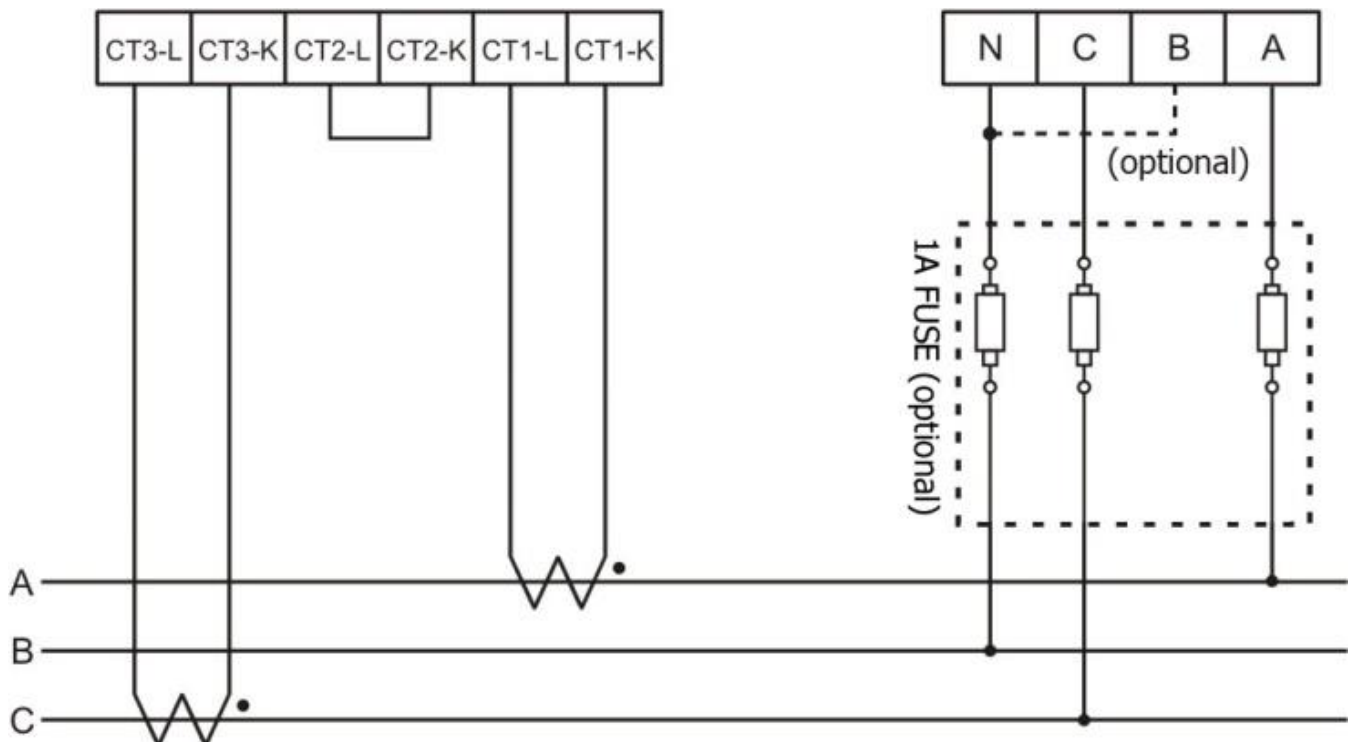 CT3-L CT3-K CT2-L CT2-K CT1-L CT1-K
N C B A
(optional)
1A FUSE (optional)
A
B
C